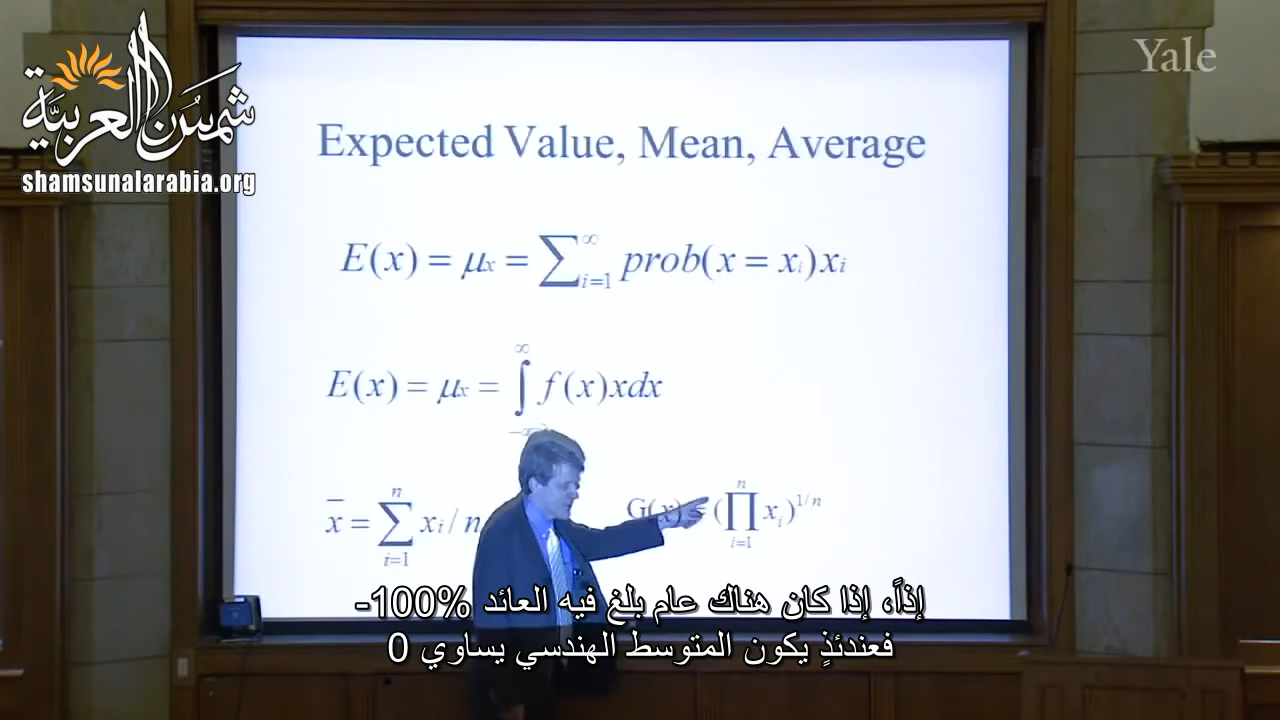 شمسُ العربيَّة
shamsunalarabia.org
Yale
Expected Value, Mean, Average
E(x) = μx = ∑∞i=1 prob(x = xi)xi
E(x) = μx = ∫∞−∞ f(x)xdx
x̄ = ∑ni=1 xi / n
G(x) = (∏ni=1 xi)1/n
إذاً، إذا كان هناك عام بلغ فيه العائد 100%-
فعندئذٍ يكون المتوسط الهندسي يساوي 0